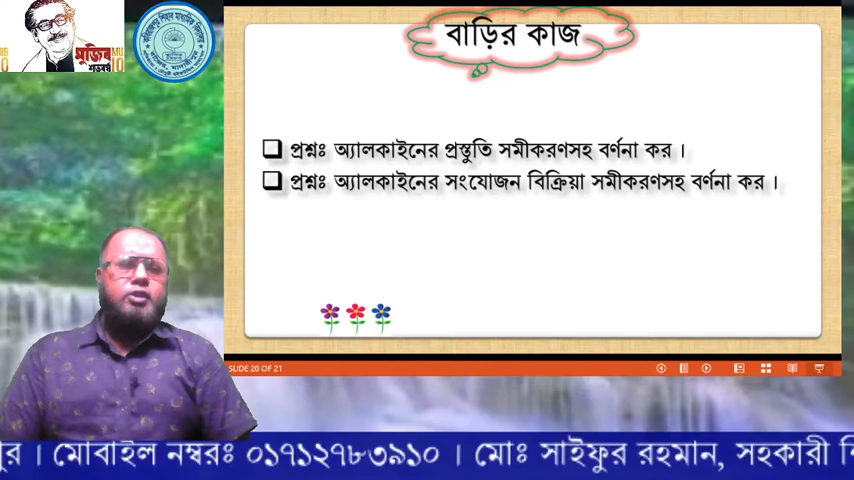 বাড়ির কাজ
প্রশ্নঃ অ্যালকাইনের প্রস্তুতি সমীকরণসহ বর্ণনা কর ।
প্রশ্নঃ অ্যালকাইনের সংযোজন বিক্রিয়া সমীকরণসহ বর্ণনা কর ।
মুজিব
শতবর্ষ
SLIDE 20 OF 21
। মোবাইল নম্বরঃ ০১৭১২৭৮৩৯১০ । মোঃ সাইফুর রহমান, সহকারী